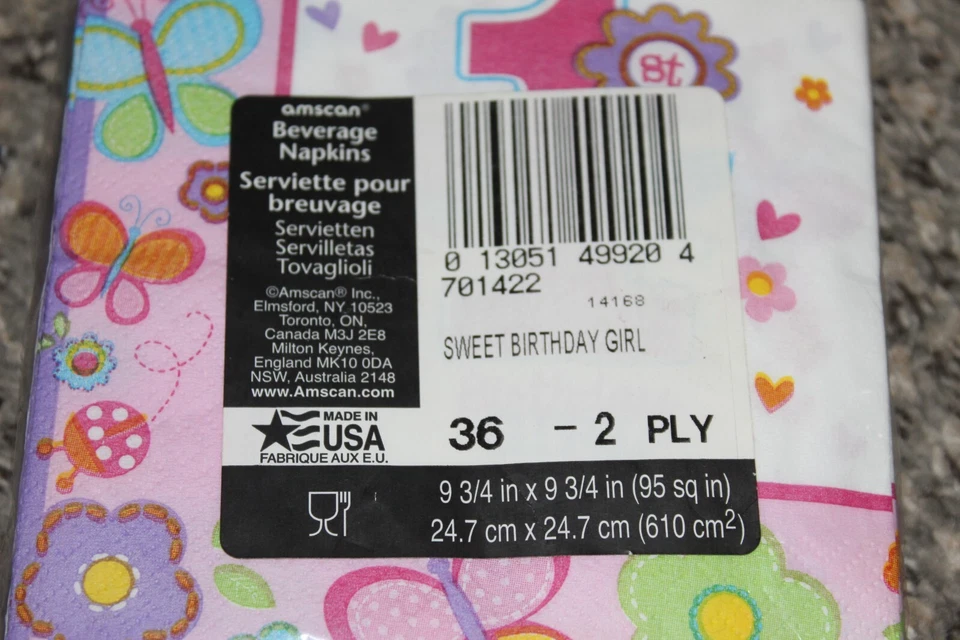 1st
amscan®
Beverage
Napkins
Serviette pour
breuvage
Servietten
Servilletas
Tovaglioli
©Amscan® Inc.,
Elmsford, NY 10523
Toronto, ON,
Canada M3J 2E8
Milton Keynes,
England MK10 0DA
NSW, Australia 2148
www.Amscan.com
MADE IN
USA
FABRIQUE AUX E.U.
0 13051 49920 4
701422
14168
SWEET BIRTHDAY GIRL
36 - 2 PLY
9 3/4 in x 9 3/4 in (95 sq in)
24.7 cm x 24.7 cm (610 cm²)